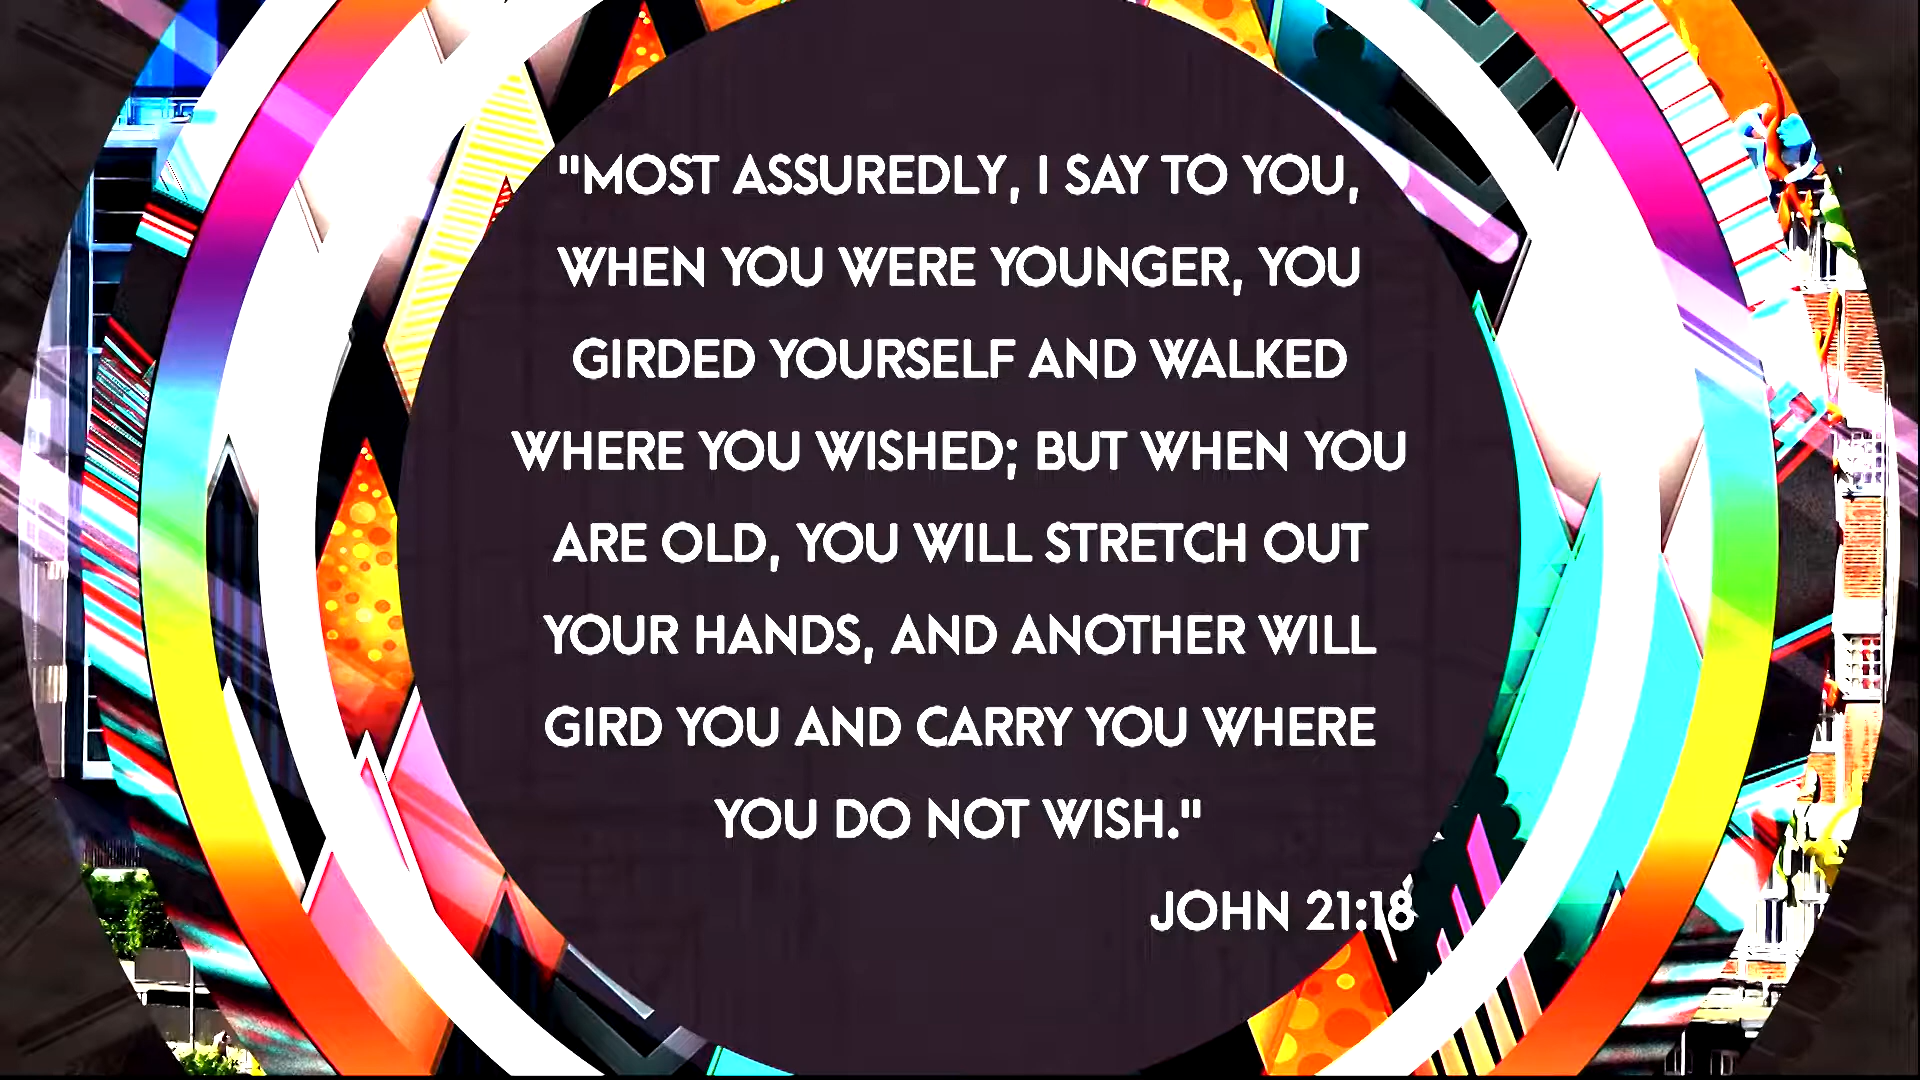 "MOST ASSUREDLY, I SAY TO YOU,
WHEN YOU WERE YOUNGER, YOU
GIRDED YOURSELF AND WALKED
WHERE YOU WISHED; BUT WHEN YOU
ARE OLD, YOU WILL STRETCH OUT
YOUR HANDS, AND ANOTHER WILL
GIRD YOU AND CARRY YOU WHERE
YOU DO NOT WISH."
JOHN 21:18